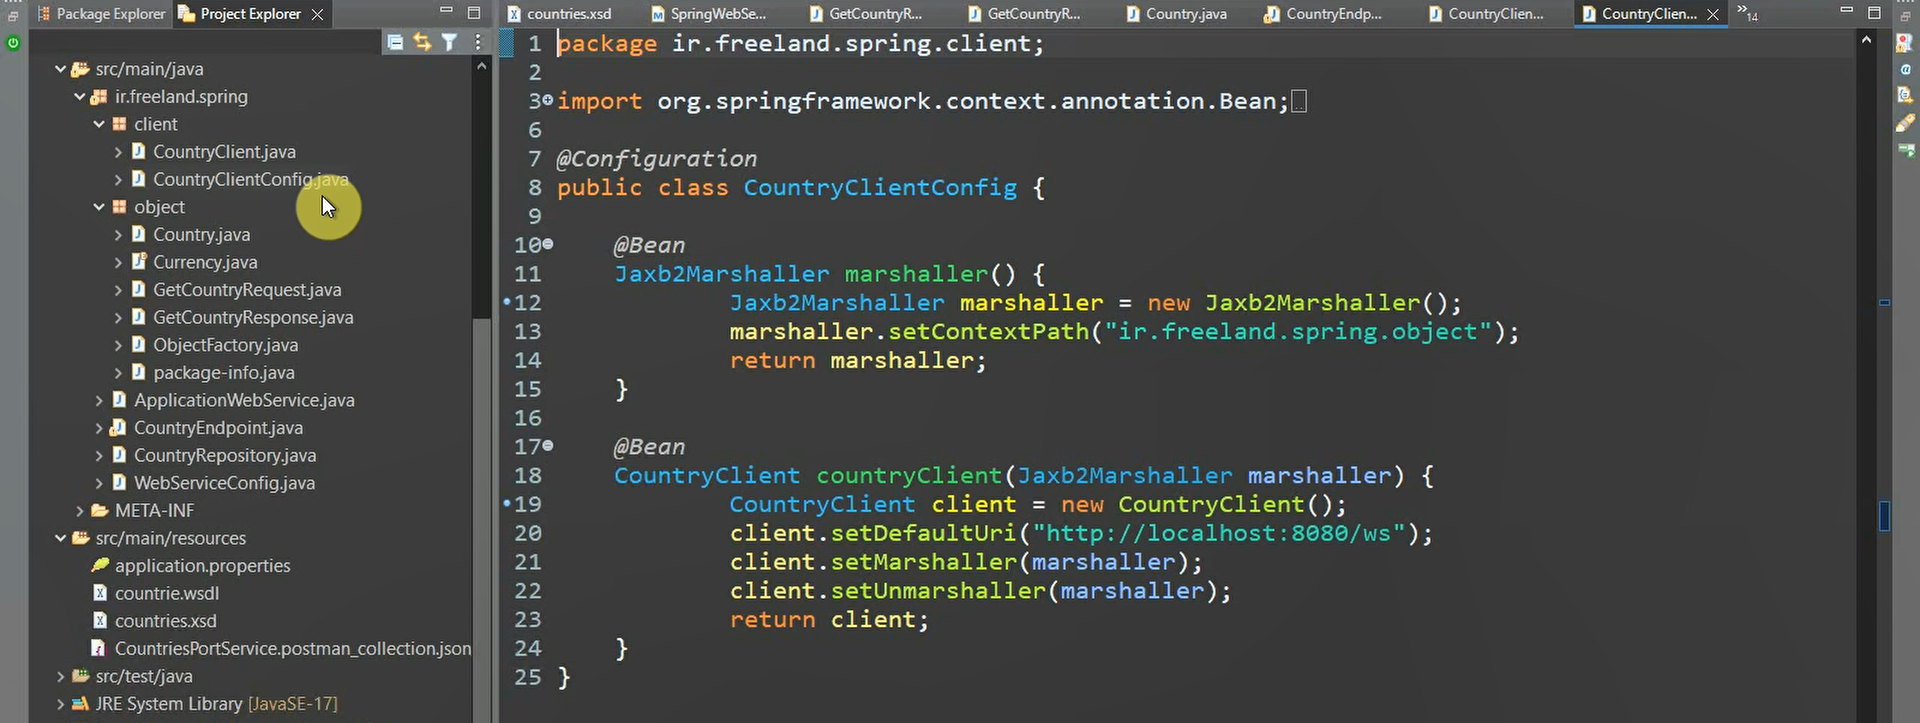 Package Explorer
Project Explorer
src/main/java
ir.freeland.spring
client
CountryClient.java
CountryClientConfig.java
object
Country.java
Currency.java
GetCountryRequest.java
GetCountryResponse.java
ObjectFactory.java
package-info.java
ApplicationWebService.java
CountryEndpoint.java
CountryRepository.java
WebServiceConfig.java
META-INF
src/main/resources
application.properties
countrie.wsdl
countries.xsd
CountriesPortService.postman_collection.json
src/test/java
JRE System Library [JavaSE-17]
countries.xsd
SpringWebSe...
GetCountryR...
GetCountryR...
Country.java
CountryEndp...
CountryClien...
CountryClien...
14
1 package ir.freeland.spring.client;
2
3 import org.springframework.context.annotation.Bean;
6
7 @Configuration
8 public class CountryClientConfig {
9
10 @Bean
11 Jaxb2Marshaller marshaller() {
12 Jaxb2Marshaller marshaller = new Jaxb2Marshaller();
13 marshaller.setContextPath("ir.freeland.spring.object");
14 return marshaller;
15 }
16
17 @Bean
18 CountryClient countryClient(Jaxb2Marshaller marshaller) {
19 CountryClient client = new CountryClient();
20 client.setDefaultUri("http://localhost:8080/ws");
21 client.setMarshaller(marshaller);
22 client.setUnmarshaller(marshaller);
23 return client;
24 }
25 }